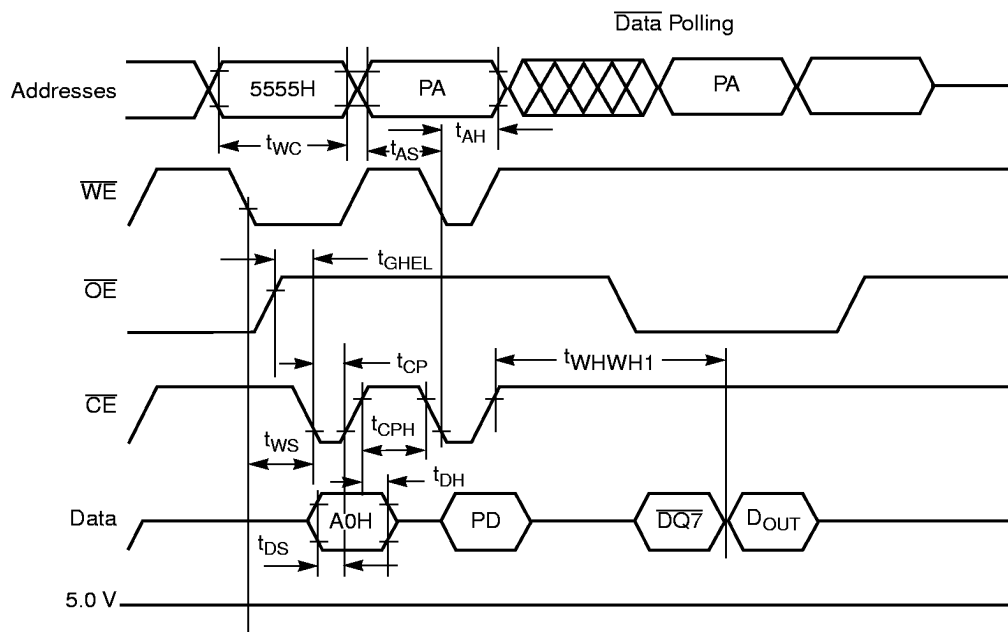 Data Polling
Addresses
5555H
PA
PA
tWC
tAS
tAH
WE
tGHEL
OE
tCP
tWHWH1
CE
tCPH
tWS
tDH
Data
A0H
PD
DQ7
DOUT
tDS
5.0 V